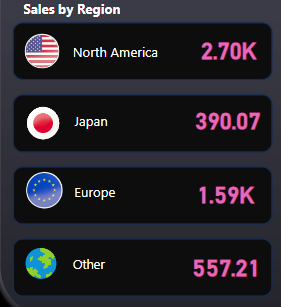 Sales by Region
North America 2.70K
Japan 390.07
Europe 1.59K
Other 557.21